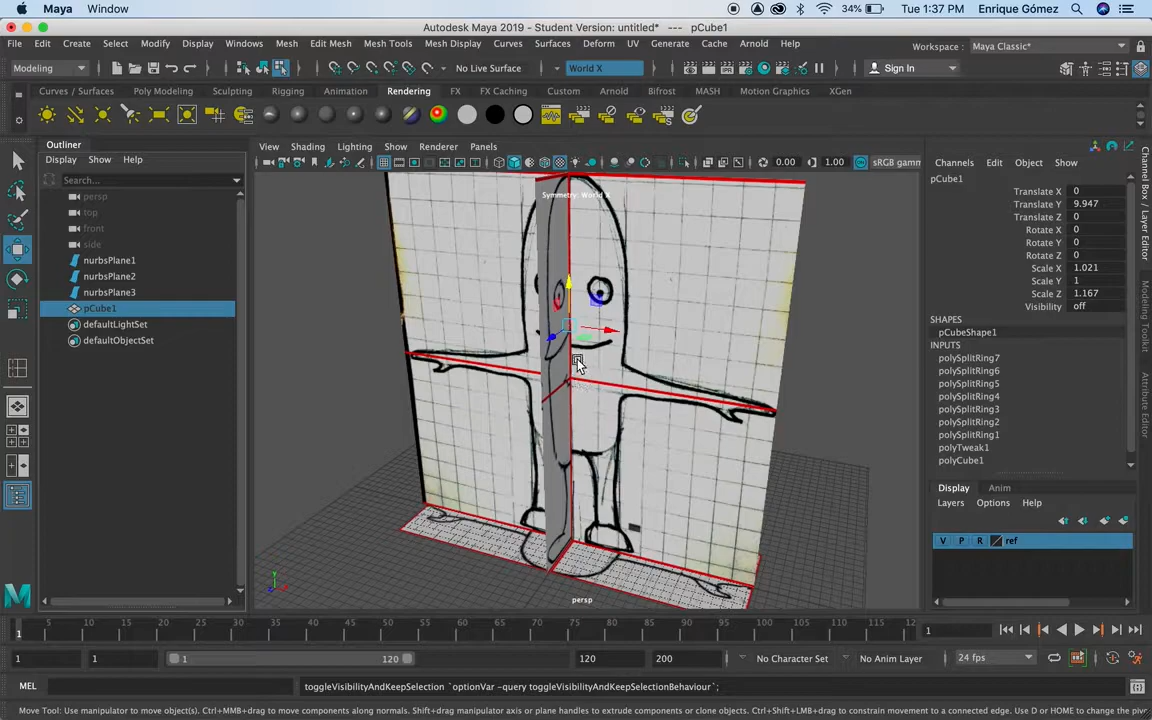 Maya Window 34% Tue 1:37 PM Enrique Gómez
Autodesk Maya 2019 - Student Version: untitled* --- pCube1
File Edit Create Select Modify Display Windows Mesh Edit Mesh Mesh Tools Mesh Display Curves Surfaces Deform UV Generate Cache Arnold Help Workspace : Maya Classic*
Modeling No Live Surface World X Sign In
Curves / Surfaces Poly Modeling Sculpting Rigging Animation Rendering FX FX Caching Custom Arnold Bifrost MASH Motion Graphics XGen
Outliner
Display Show Help
Search...
persp
top
front
side
nurbsPlane1
nurbsPlane2
nurbsPlane3
pCube1
defaultLightSet
defaultObjectSet
View Shading Lighting Show Renderer Panels
0.00 1.00 sRGB gamm
Symmetry: World X
persp
Channels Edit Object Show
pCube1
Translate X 0
Translate Y 9.947
Translate Z 0
Rotate X 0
Rotate Y 0
Rotate Z 0
Scale X 1.021
Scale Y 1
Scale Z 1.167
Visibility off
SHAPES
pCubeShape1
INPUTS
polySplitRing7
polySplitRing6
polySplitRing5
polySplitRing4
polySplitRing3
polySplitRing2
polySplitRing1
polyTweak1
polyCube1
Display Anim
Layers Options Help
V P R ref
Channel Box / Layer Editor
Modeling Toolkit
Attribute Editor
5 10 15 20 25 30 35 40 45 50 55 60 65 70 75 80 85 90 95 100 105 110 115 12
1 1
1 1 1 120 120 200 No Character Set No Anim Layer 24 fps
MEL toggleVisibilityAndKeepSelection `optionVar -query toggleVisibilityAndKeepSelectionBehaviour`;
Move Tool: Use manipulator to move object(s). Ctrl+MMB+drag to move components along normals. Shift+drag manipulator axis or plane handles to extrude components or clone objects. Ctrl+Shift+LMB+drag to constrain movement to a connected edge. Use D or HOME to change the piv